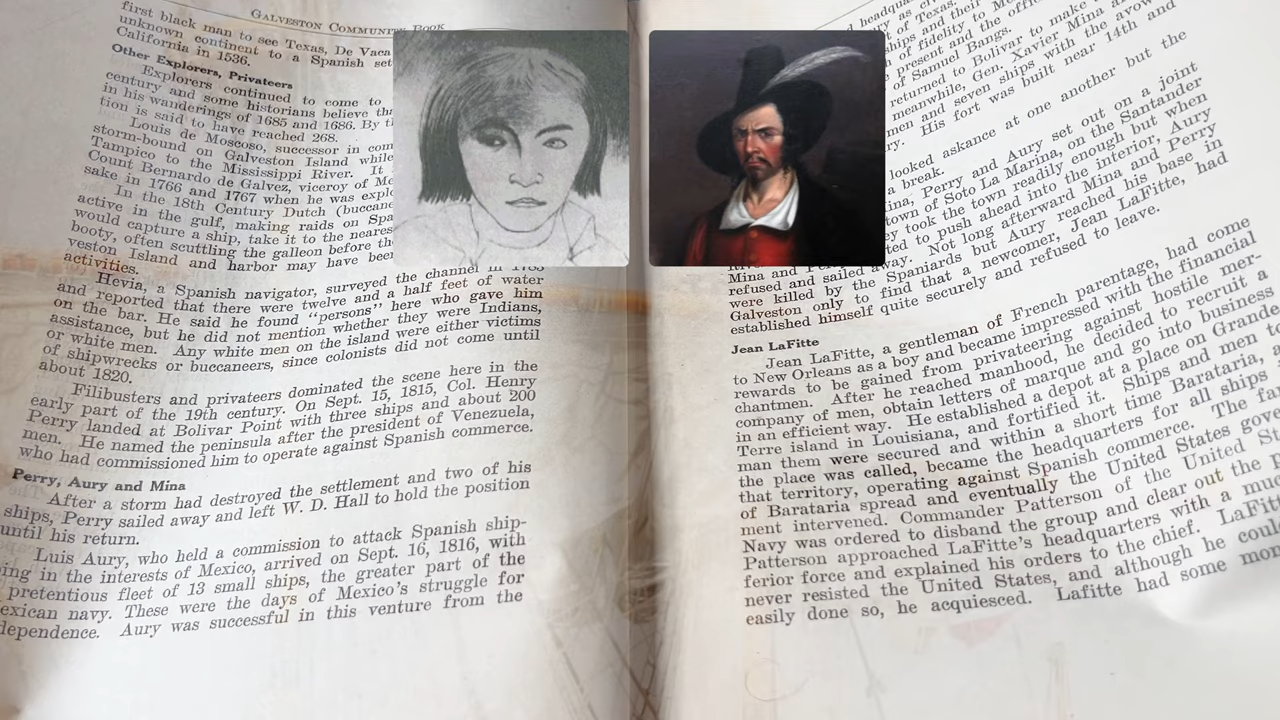 GALVESTON COMMUNITY BOOK
first black man to see Texas, De Vaca
unknown continent to a Spanish set
California in 1536.
Other Explorers, Privateers
Explorers continued to come to
century and some historians believe tha
in his wanderings of 1685 and 1686. By t
tion is said to have reached 268.
Louis de Moscoso, successor in com
storm-bound on Galveston Island while
Tampico to the Mississippi River. It
Count Bernardo de Galvez, viceroy of Me
sake in 1766 and 1767 when he was explo
In the 18th Century Dutch (buccane
active in the gulf, making raids on Spa
would capture a ship, take it to the nearest
booty, often scuttling the galleon before the
veston Island and harbor may have been
activities.
Hevia, a Spanish navigator, surveyed the channel in 1783
and reported that there were twelve and a half feet of water
on the bar. He said he found "persons" here who gave him
assistance, but he did not mention whether they were Indians,
or white men. Any white men on the island were either victims
of shipwrecks or buccaneers, since colonists did not come until
about 1820.
Filibusters and privateers dominated the scene here in the
early part of the 19th century. On Sept. 15, 1815, Col. Henry
Perry landed at Bolivar Point with three ships and about 200
men. He named the peninsula after the president of Venezuela,
who had commissioned him to operate against Spanish commerce.
Perry, Aury and Mina
After a storm had destroyed the settlement and two of his
ships, Perry sailed away and left W. D. Hall to hold the position
until his return.
Luis Aury, who held a commission to attack Spanish ship-
ing in the interests of Mexico, arrived on Sept. 16, 1816, with
pretentious fleet of 13 small ships, the greater part of the
exican navy. These were the days of Mexico's struggle for
dependence. Aury was successful in this venture from the
d headqua
uty as civ
of Texas,
ships and their
of fidelity to Me
present and the offi
of Samuel Bangs.
returned to Bolivar to make
meanwhile, Gen. Xavier Mina a
men and seven ships with the avow
ry. His fort was built near 14th and
looked askance at one another but the
a break.
ina, Perry and Aury set out on a joint
town of Soto La Marina, on the Santander
y took the town readily enough but when
ted to push ahead into the interior, Aury
refused and sailed away. Not long afterward Mina and Perry
were killed by the Spaniards but Aury reached his base in
Galveston only to find that a newcomer, Jean LaFitte, had
established himself quite securely and refused to leave.
Jean LaFitte
Jean LaFitte, a gentleman of French parentage, had come
to New Orleans as a boy and became impressed with the financial
rewards to be gained from privateering against hostile mer-
chantmen. After he reached manhood, he decided to recruit a
company of men, obtain letters of marque and go into business
in an efficient way. He established a depot at a place on Grande
Terre island in Louisiana, and fortified it. Ships and men to
man them were secured and within a short time Barataria, a
the place was called, became the headquarters for all ships
that territory, operating against Spanish commerce. The fa
of Barataria spread and eventually the United States gove
ment intervened. Commander Patterson of the United St
Navy was ordered to disband the group and clear out the p
Patterson approached LaFitte's headquarters with a muc
ferior force and explained his orders to the chief. LaFitt
never resisted the United States, and although he coul
easily done so, he acquiesced. Lafitte had some mon